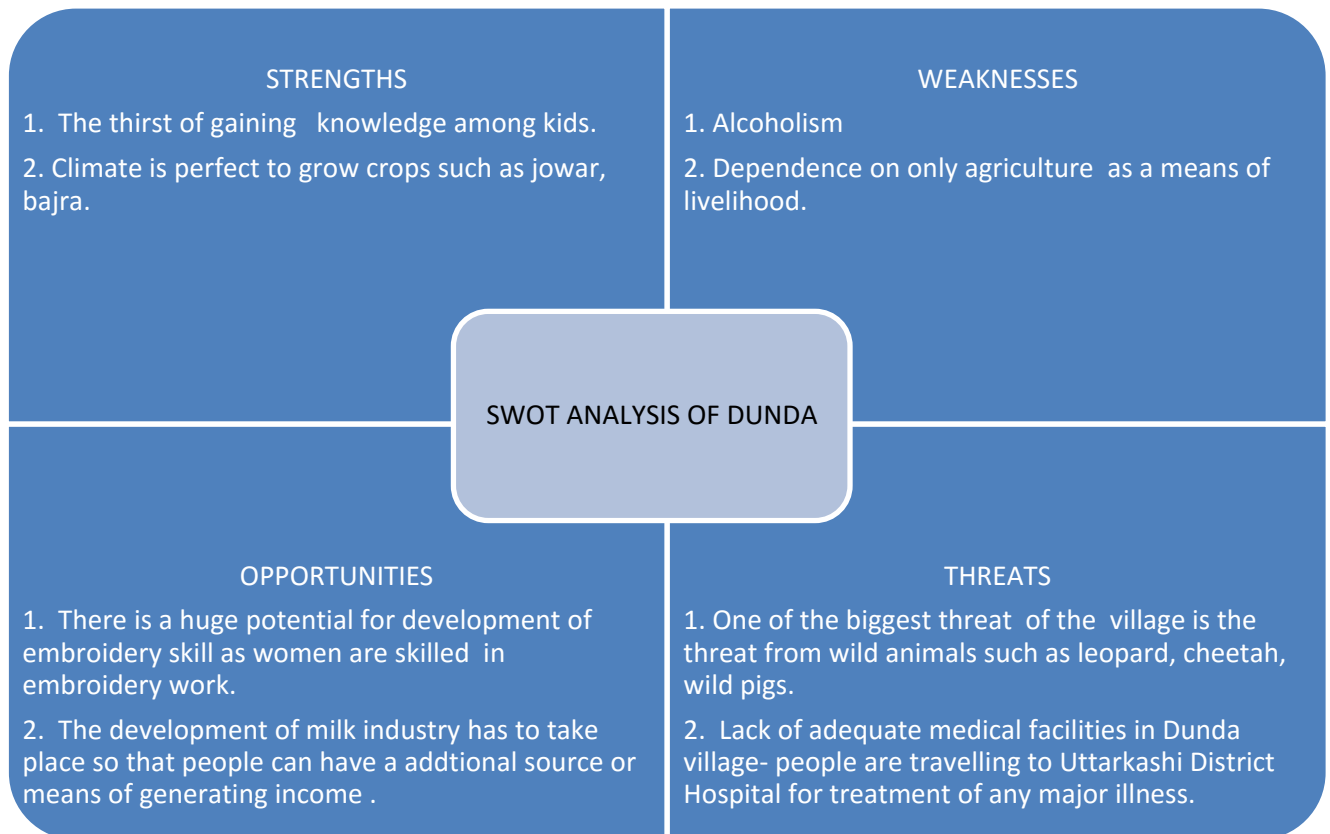 STRENGTHS
1.  The thirst of gaining   knowledge among kids.
2. Climate is perfect to grow crops such as jowar,
bajra.
WEAKNESSES
1. Alcoholism
2. Dependence on only agriculture  as a means of
livelihood.
SWOT ANALYSIS OF DUNDA
OPPORTUNITIES
1.  There is a huge potential for development of
embroidery skill as women are skilled  in
embroidery work.
2.  The development of milk industry has to take
place so that people can have a addtional source or
means of generating income .
THREATS
1. One of the biggest threat  of the  village is the
threat from wild animals such as leopard, cheetah,
wild pigs.
2.  Lack of adequate medical facilities in Dunda
village- people are travelling to Uttarkashi District
Hospital for treatment of any major illness.